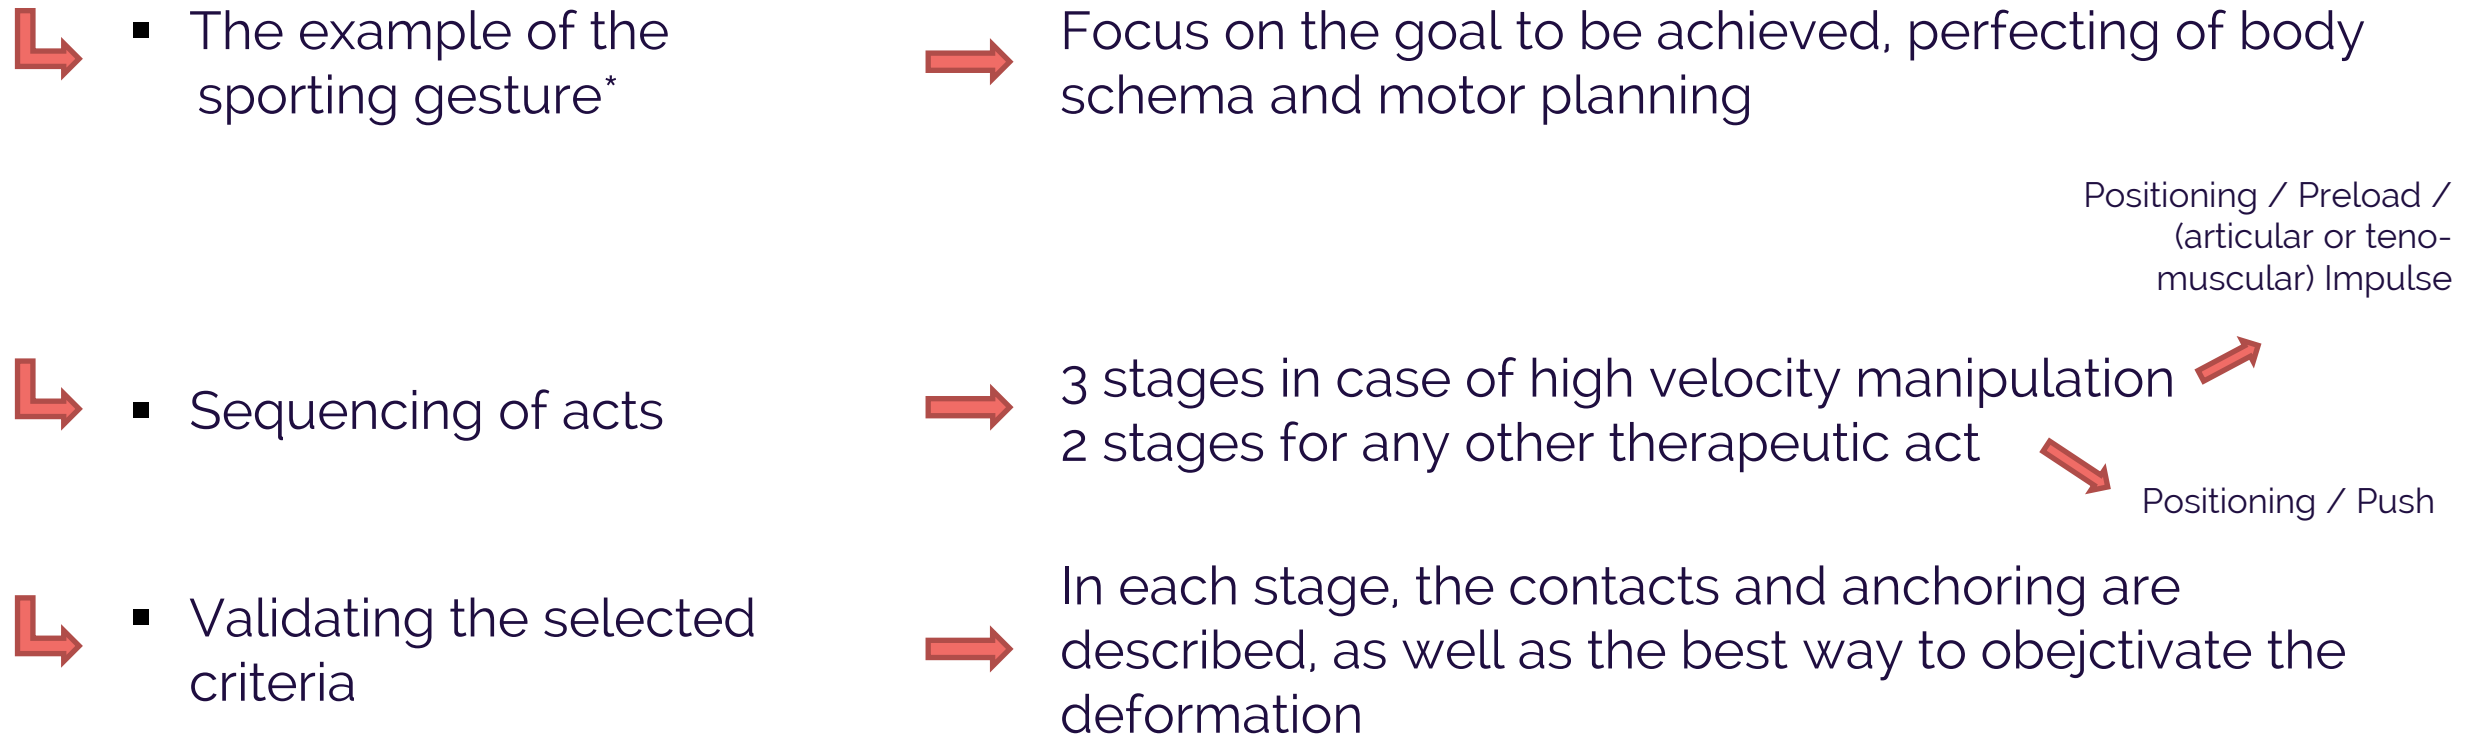 ▪ The example of the
sporting gesture*
Focus on the goal to be achieved, perfecting of body
schema and motor planning
Positioning / Preload /
(articular or teno-
muscular) Impulse
▪ Sequencing of acts
3 stages in case of high velocity manipulation
2 stages for any other therapeutic act
Positioning / Push
▪ Validating the selected
criteria
In each stage, the contacts and anchoring are
described, as well as the best way to obejctivate the
deformation